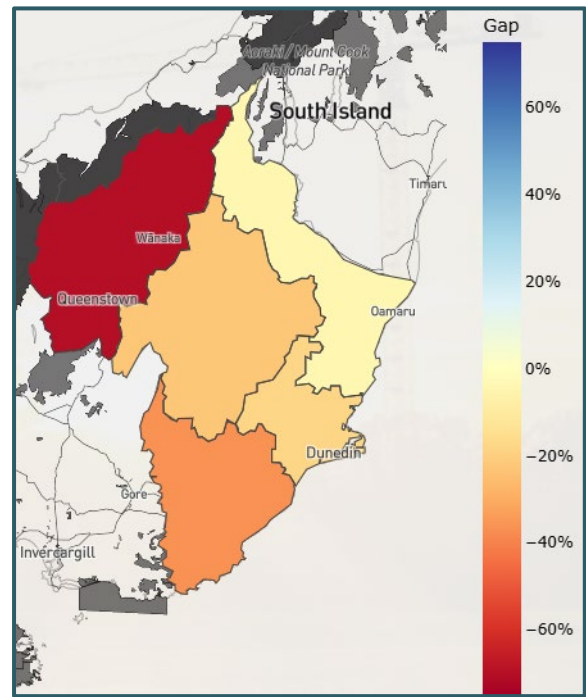 Gap
Aoraki / Mount Cook
National Park
South Island
60%
40%
Timaru
Wānaka
20%
Queenstown
Oamaru
0%
−20%
Dunedin
Gore
−40%
Invercargill
−60%